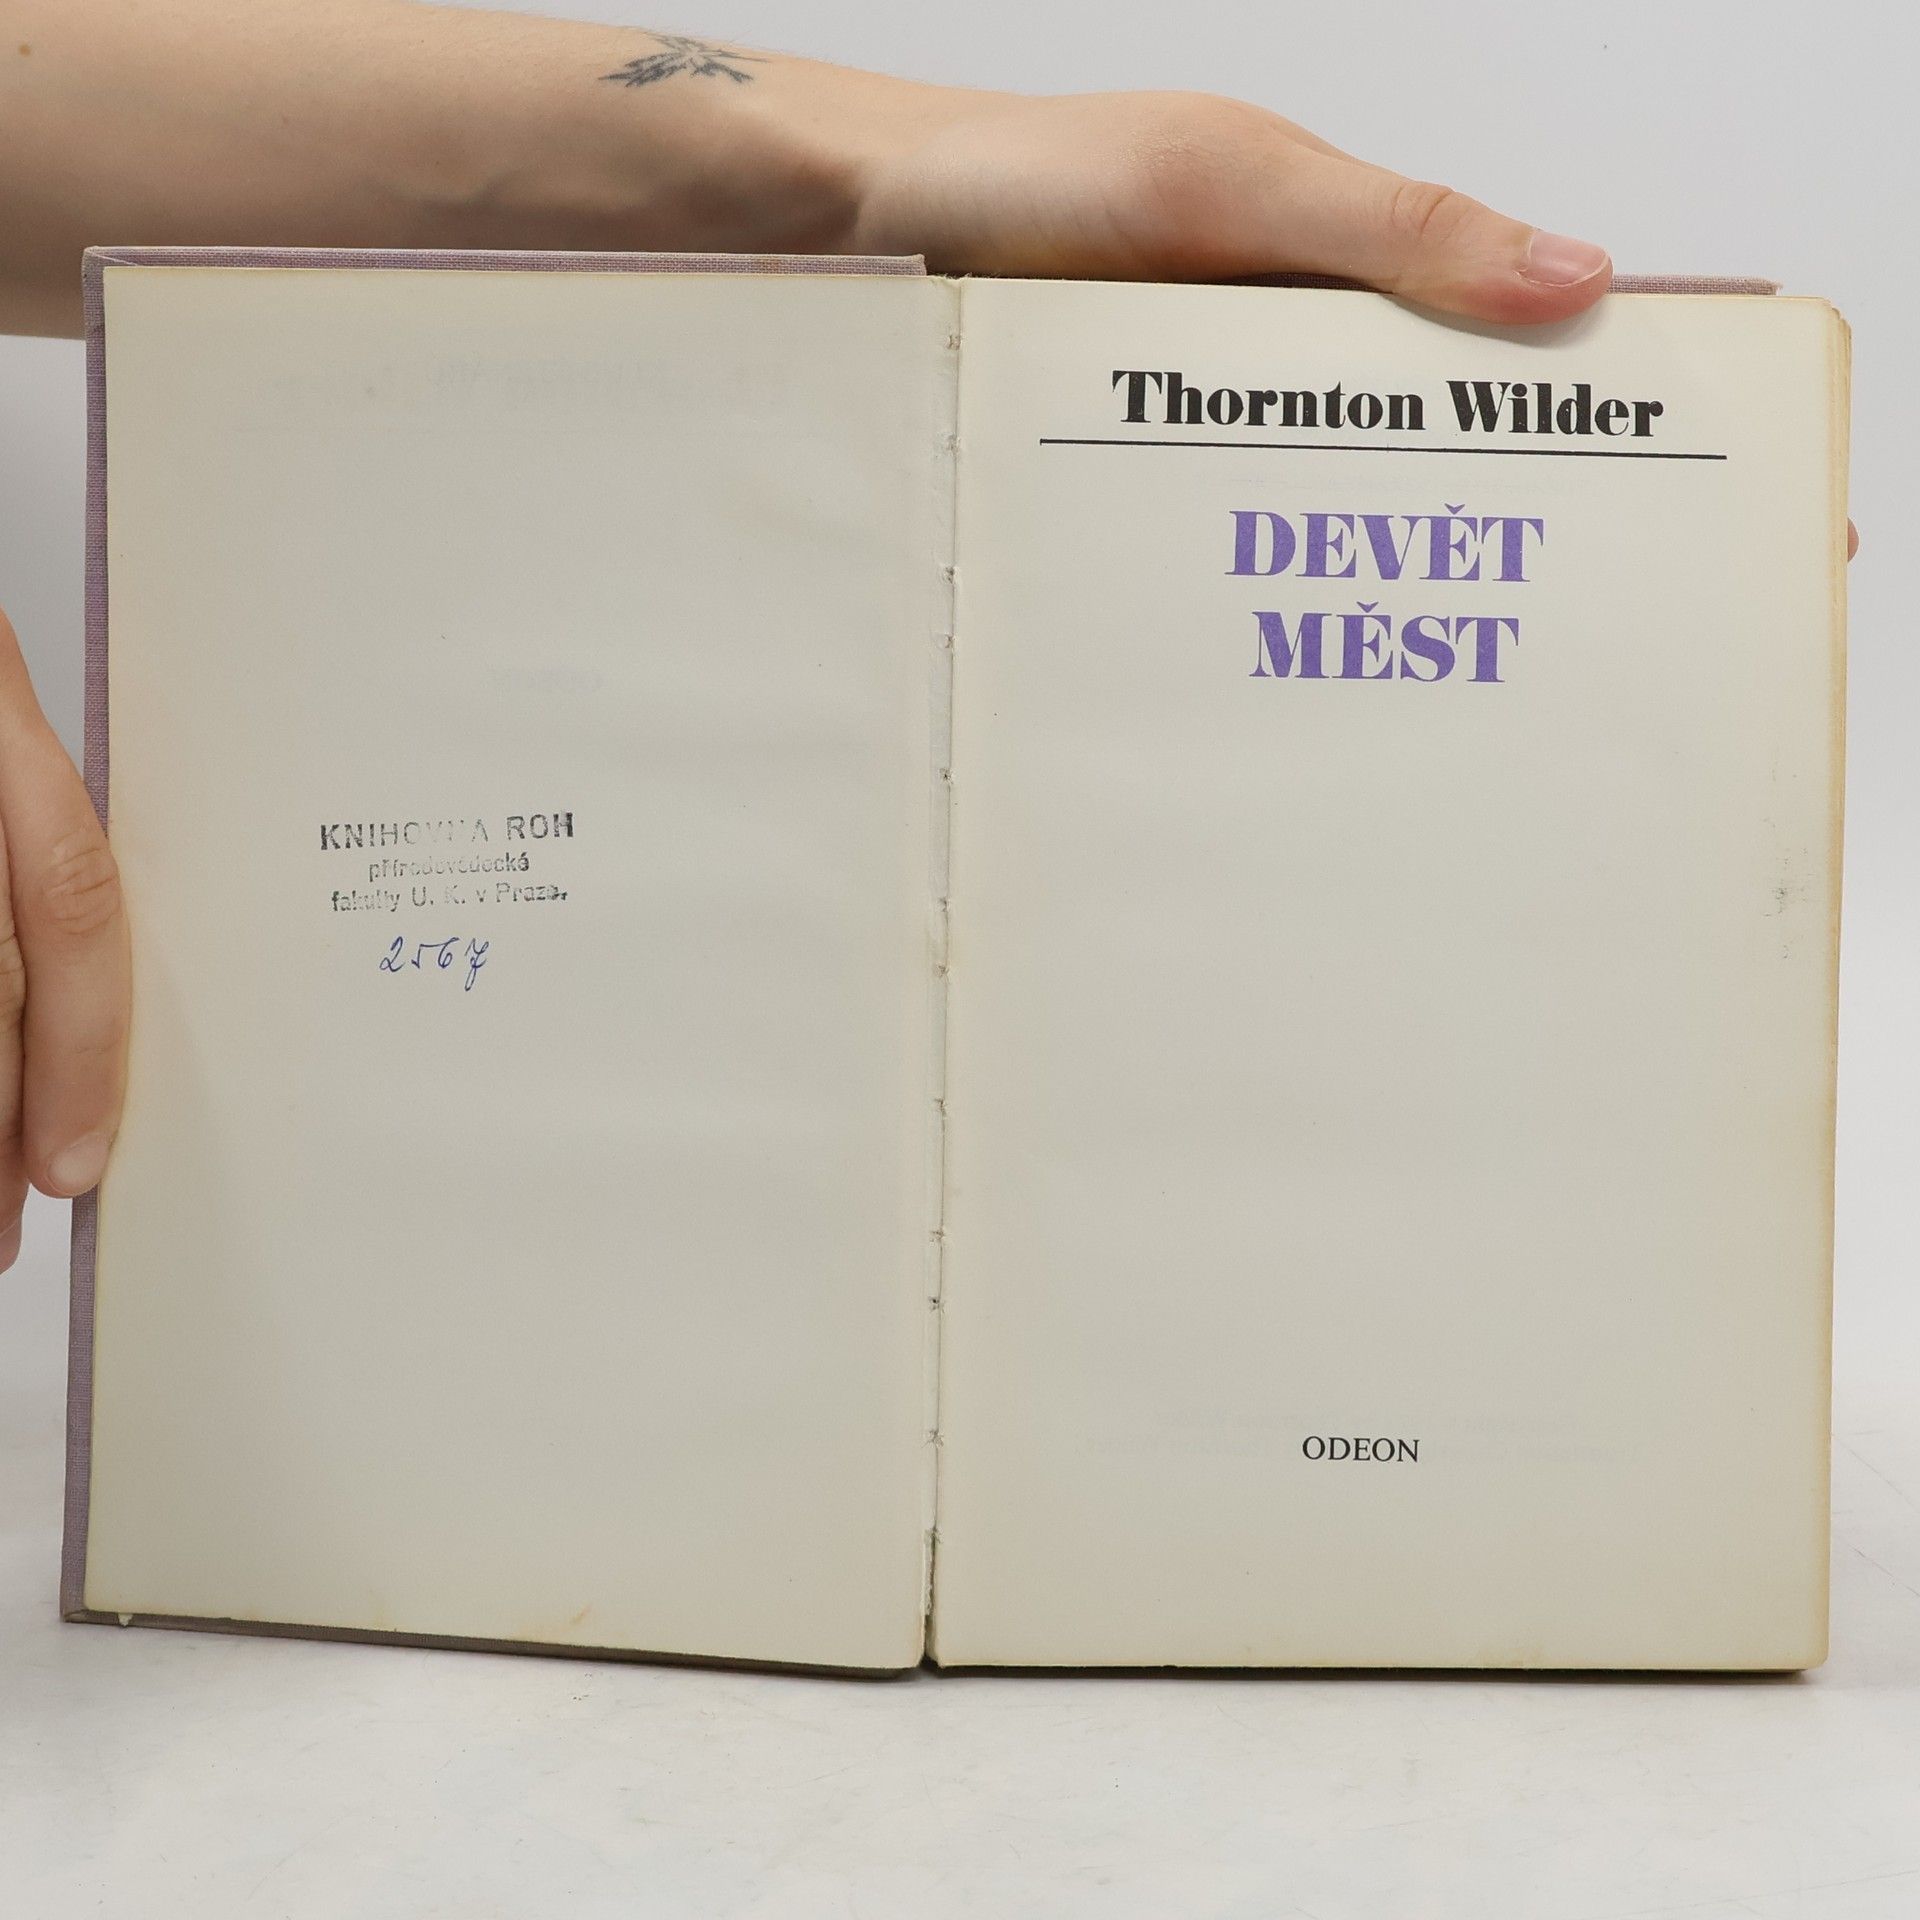 KNIHOVNA ROH
přírodovědecké
fakulty U. K. v Praze.
2567
Thornton Wilder
DEVĚT
MĚST
ODEON